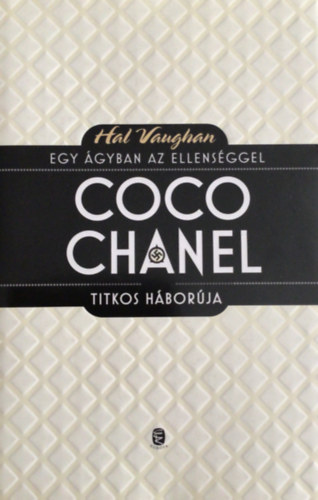 Hal Vaughan
EGY ÁGYBAN AZ ELLENSÉGGEL
COCO
CHANEL
TITKOS HÁBORÚJA